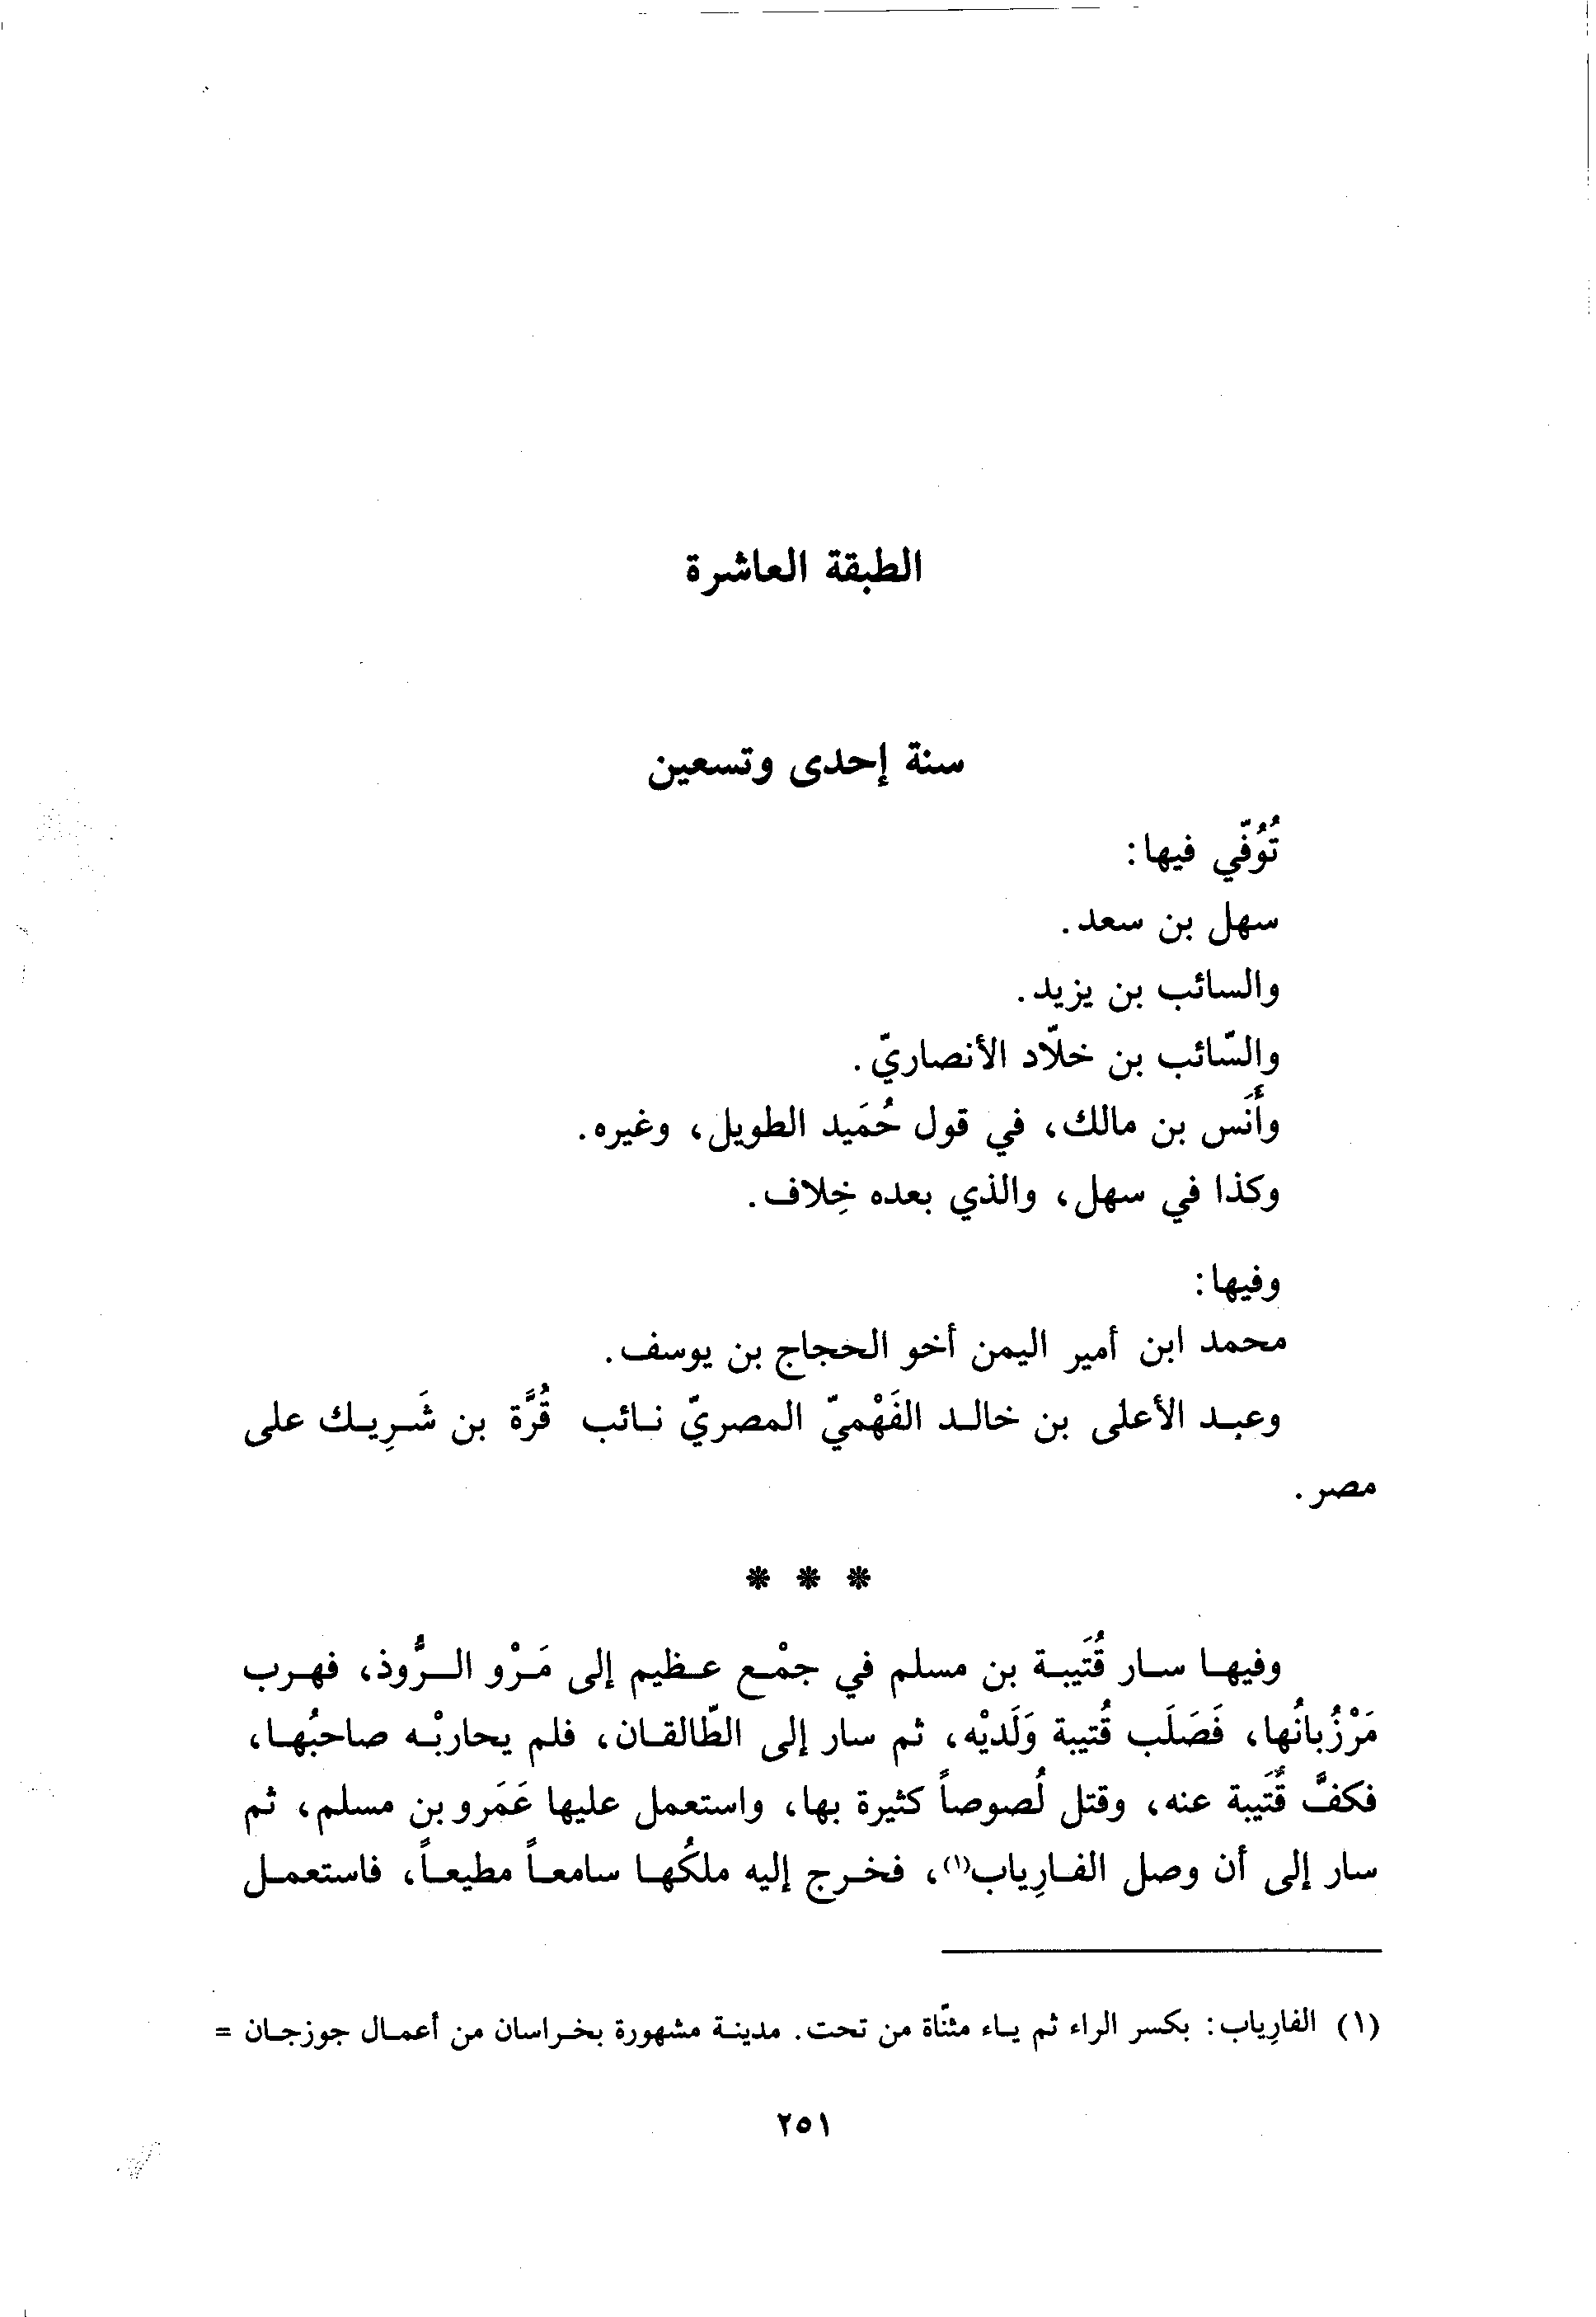 الطبقة العاشرة
سنة إحدى وتسعين
تُوُفّي فيها:
سهل بن سعد.
والسائب بن يزيد.
والسّائب بن خلاّد الأنصاريّ.
وأَنَس بن مالك، في قول حُمَيد الطويل، وغيره.
وكذا في سهل، والذي بعده خِلاف.
وفيها:
محمد ابن أمير اليمن أخو الحجاج بن يوسف.
وعبد الأعلى بن خالد الفَهْميّ المصريّ نائب قُرَّة بن شَرِيك على
مصر.
* * *
وفيها سار قُتَيبة بن مسلم في جمْع عظيم إلى مَرْو الرُّوذ، فهرب
مَرْزُبانُها، فَصَلَب قُتيبة وَلَديْه، ثم سار إلى الطّالقان، فلم يحاربْه صاحبُها،
فكفَّ قُتَيبة عنه، وقتل لُصوصاً كثيرة بها، واستعمل عليها عَمَرو بن مسلم، ثم
سار إلى أن وصل الفارِياب(١)، فخرج إليه ملكُها سامعاً مطيعاً، فاستعمل
(١) الفارِياب: بكسر الراء ثم ياء مثنّاة من تحت. مدينة مشهورة بخراسان من أعمال جوزجان =
٢٥١